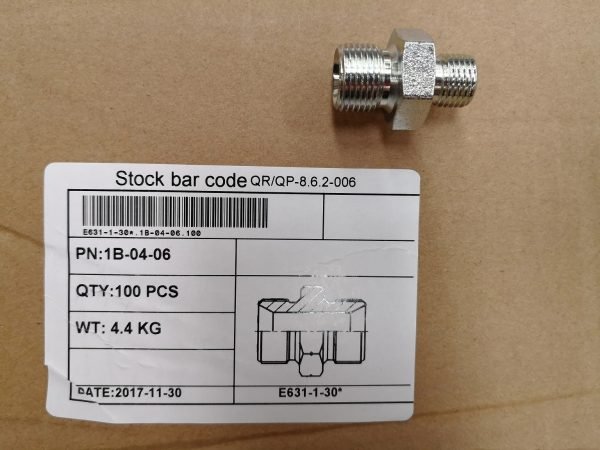 Stock bar code QR/QP-8.6.2-006
E631-1-30*.1B-04-06.100
PN:1B-04-06
QTY:100 PCS
WT: 4.4 KG
DATE:2017-11-30
E631-1-30*